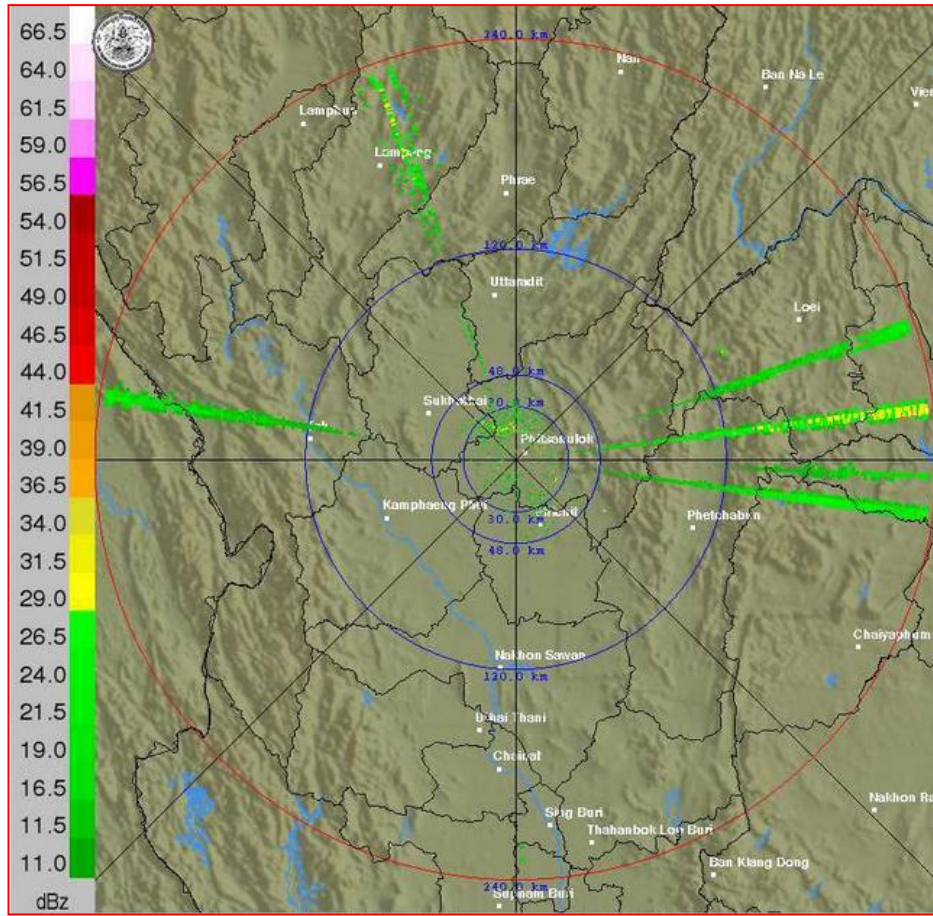 66.5
64.0
61.5
59.0
56.5
54.0
51.5
49.0
46.5
44.0
41.5
39.0
36.5
34.0
31.5
29.0
26.5
24.0
21.5
19.0
16.5
11.5
11.0
dBz
240.0 km
Nan
Ban Na Le
Lamphun
Lampang
Phrae
120.0 km
Uttaradit
Loei
48.0 km
Sukhothai
Phitsanulok
Kamphaeng Phet
30.0 km
48.0 km
Phetchabun
Chaiyaphum
Nakhon Sawan
120.0 km
Uthai Thani
Chainat
Sing Buri
Thahanbok Lop Buri
Ban Klang Dong
240.0 km
Suphan Buri